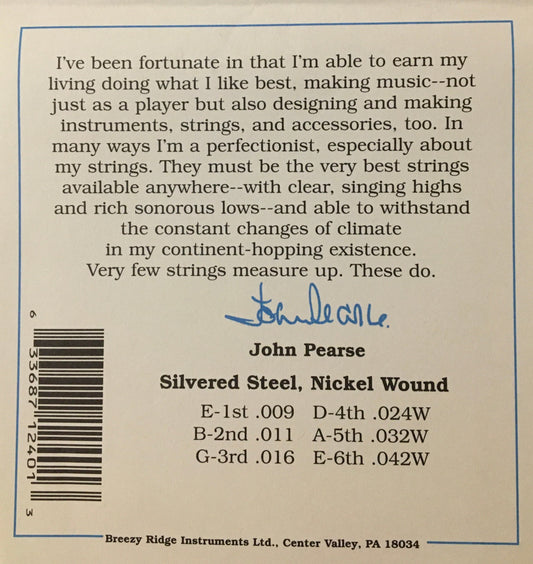 I've been fortunate in that I'm able to earn my
living doing what I like best, making music--not
just as a player but also designing and making
instruments, strings, and accessories, too. In
many ways I'm a perfectionist, especially about
my strings. They must be the very best strings
available anywhere--with clear, singing highs
and rich sonorous lows--and able to withstand
the constant changes of climate
in my continent-hopping existence.
Very few strings measure up. These do.
John Pearse
John Pearse
Silvered Steel, Nickel Wound
E-1st .009 D-4th .024W
B-2nd .011 A-5th .032W
G-3rd .016 E-6th .042W
6 33687 12401 3
Breezy Ridge Instruments Ltd., Center Valley, PA 18034